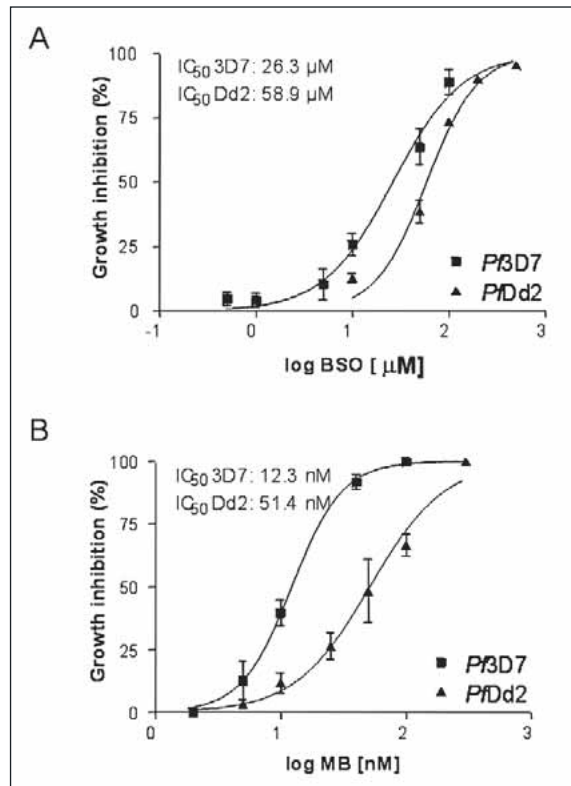 A
100
75
50
25
0
Growth inhibition (%)
IC50 3D7: 26.3 µM
IC50 Dd2: 58.9 µM
Pf3D7
PfDd2
-1 0 1 2 3
log BSO [ µM]
B
100
75
50
25
0
Growth inhibition (%)
IC50 3D7: 12.3 nM
IC50 Dd2: 51.4 nM
Pf3D7
PfDd2
0 1 2 3
log MB [nM]